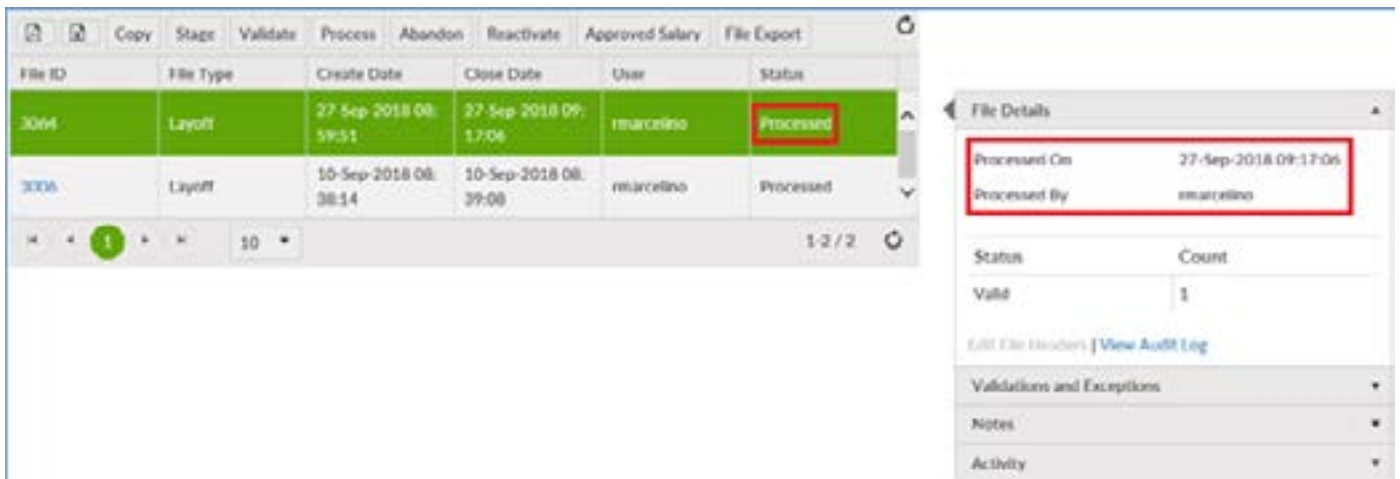 Copy Stage Validate Process Abandon Reactivate Approved Salary File Export
File ID File Type Create Date Close Date User Status
3064 Layoff 27-Sep-2018 08:59:51 27-Sep-2018 09:17:06 rmarcelino Processed
3006 Layoff 10-Sep-2018 08:38:14 10-Sep-2018 08:39:08 rmarcelino Processed
1 10 1-2 / 2
File Details
Processed On 27-Sep-2018 09:17:06
Processed By rmarcelino
Status Count
Valid 1
Edit File Headers | View Audit Log
Validations and Exceptions
Notes
Activity